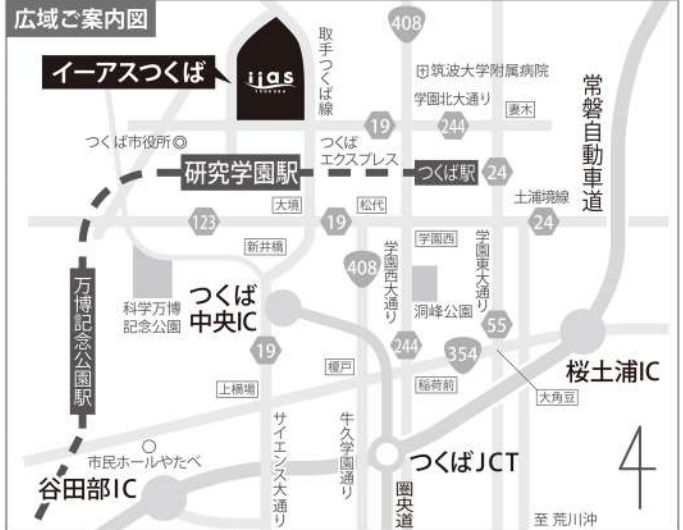 広域ご案内図
408
取手つくば線
イーアスつくば
iias
TSUKUBA
筑波大学附属病院
学園北大通り
妻木
常磐自動車道
19
244
つくば市役所
つくば
エクスプレス
研究学園駅
つくば駅
24
土浦境線
大境
松代
123
19
24
新井橋
408
学園西
学園西大通り
学園東大通り
万博記念公園駅
科学万博
記念公園
つくば
中央IC
洞峰公園
55
19
244
354
榎戸
桜土浦IC
上横場
稲荷前
大角豆
サイエンス大通り
牛久学園通り
市民ホールやたべ
つくばJCT
谷田部IC
圏央道
至 荒川沖
4